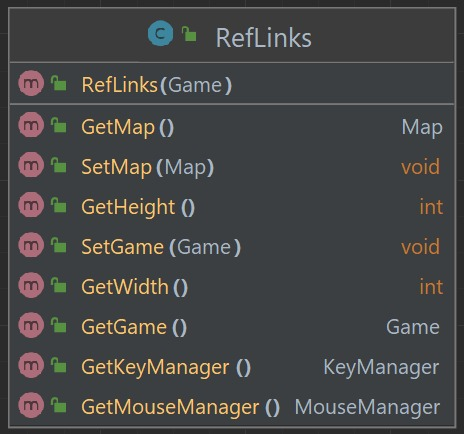 C RefLinks
m RefLinks(Game)
m GetMap() Map
m SetMap(Map) void
m GetHeight() int
m SetGame(Game) void
m GetWidth() int
m GetGame() Game
m GetKeyManager() KeyManager
m GetMouseManager() MouseManager